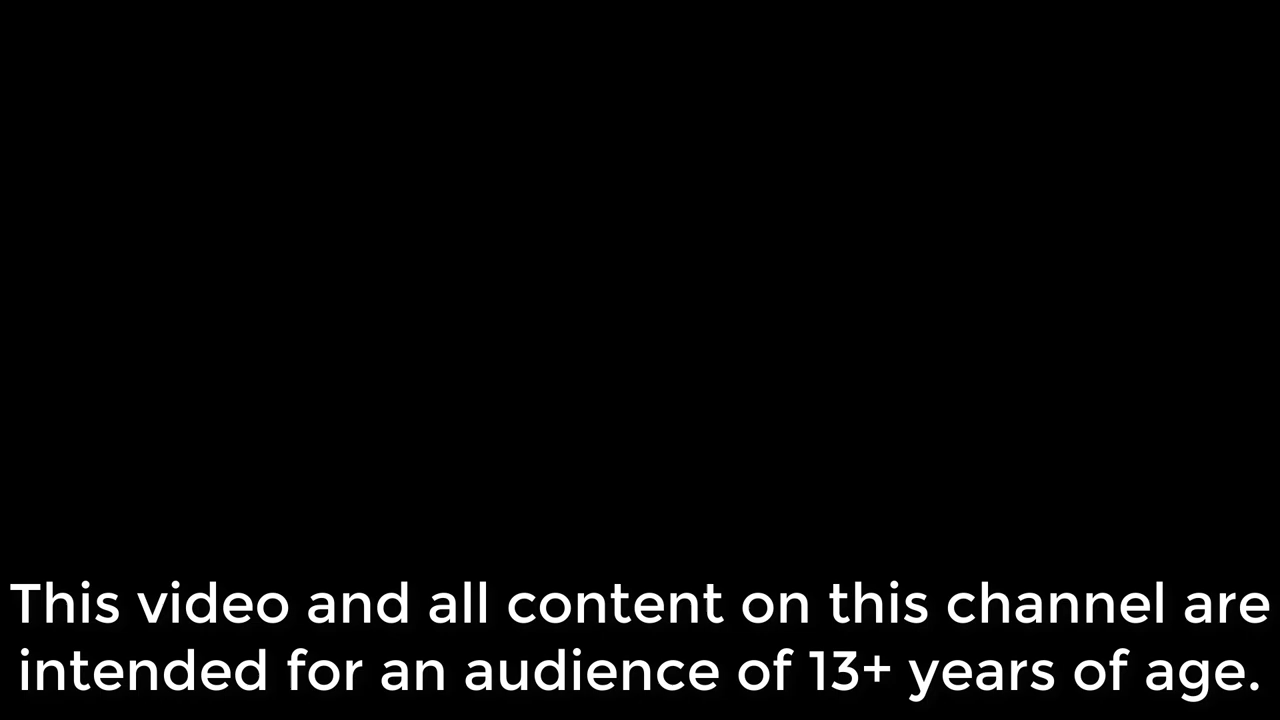 This video and all content on this channel are
intended for an audience of 13+ years of age.